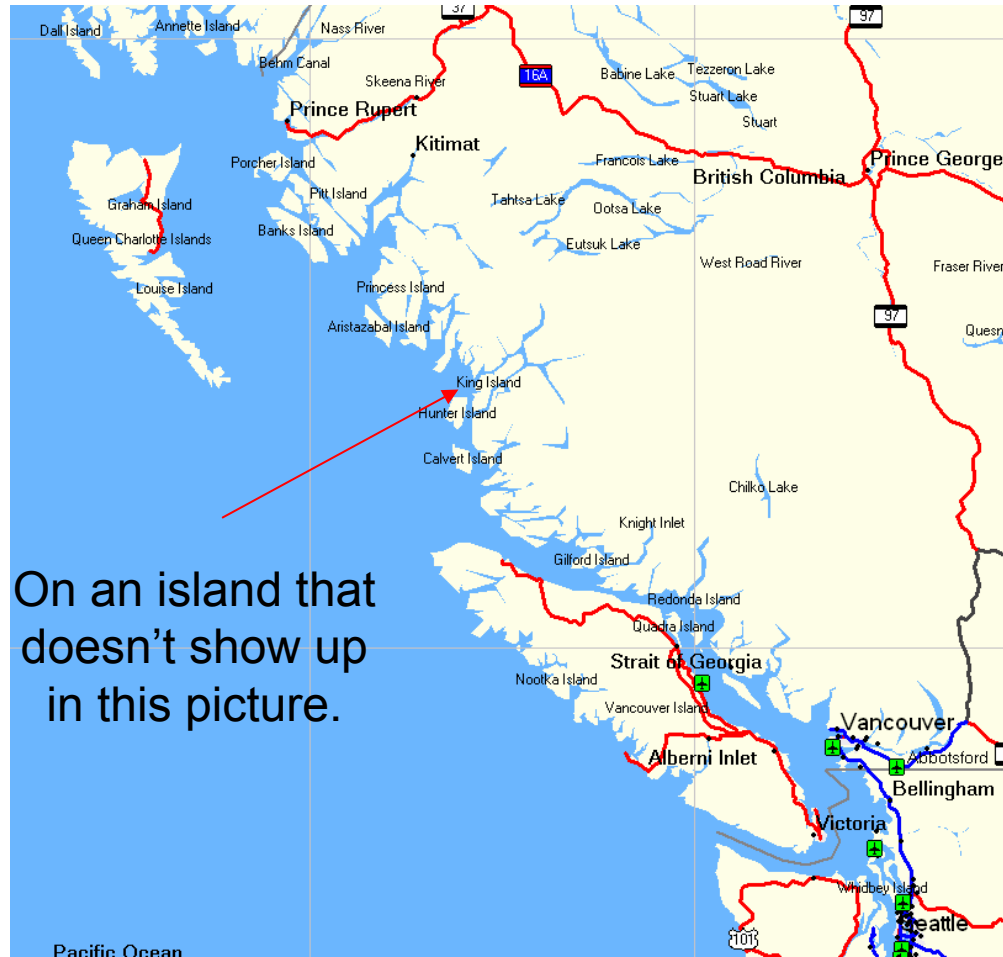 37
97
Dall Island
Annette Island
Nass River
Behm Canal
Skeena River
16A
Babine Lake
Tezzeron Lake
Stuart Lake
Prince Rupert
Stuart
Kitimat
Porcher Island
Francois Lake
Prince George
British Columbia
Pitt Island
Graham Island
Tahtsa Lake
Ootsa Lake
Banks Island
Queen Charlotte Islands
Eutsuk Lake
West Road River
Fraser River
Louise Island
Princess Island
97
Aristazabal Island
Quesn
King Island
Hunter Island
Calvert Island
Chilko Lake
Knight Inlet
Gilford Island
On an island that
doesn't show up
in this picture.
Redonda Island
Quadra Island
Strait of Georgia
Nootka Island
Vancouver Island
Vancouver
Alberni Inlet
Abbotsford
Bellingham
Victoria
Whidbey Island
Seattle
101
Pacific Ocean